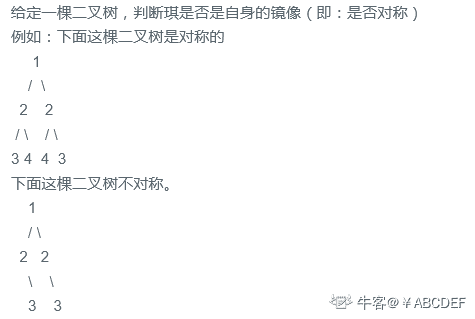 给定一棵二叉树，判断琪是否是自身的镜像（即：是否对称）
例如：下面这棵二叉树是对称的
1
/ \
2 2
/ \ / \
3 4 4 3
下面这棵二叉树不对称。
1
/ \
2 2
\ \
3 3
牛客@￥ABCDEF